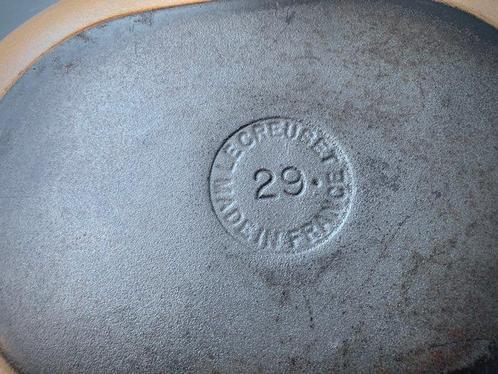 LE CREUSET
29.
MADE IN FRANCE